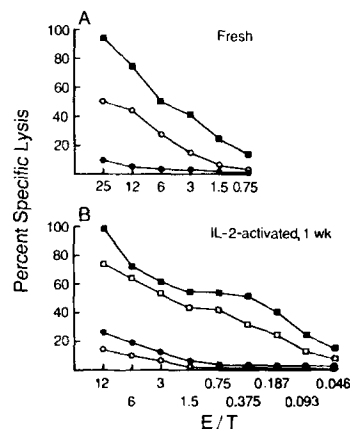 A
Fresh
100
80
60
40
20
25 12 6 3 1.5 0.75
Percent Specific Lysis
B
IL-2-activated, 1 wk
100
80
60
40
20
12 3 0.75 0.187 0.046
6 1.5 0.375 0.093
E/T